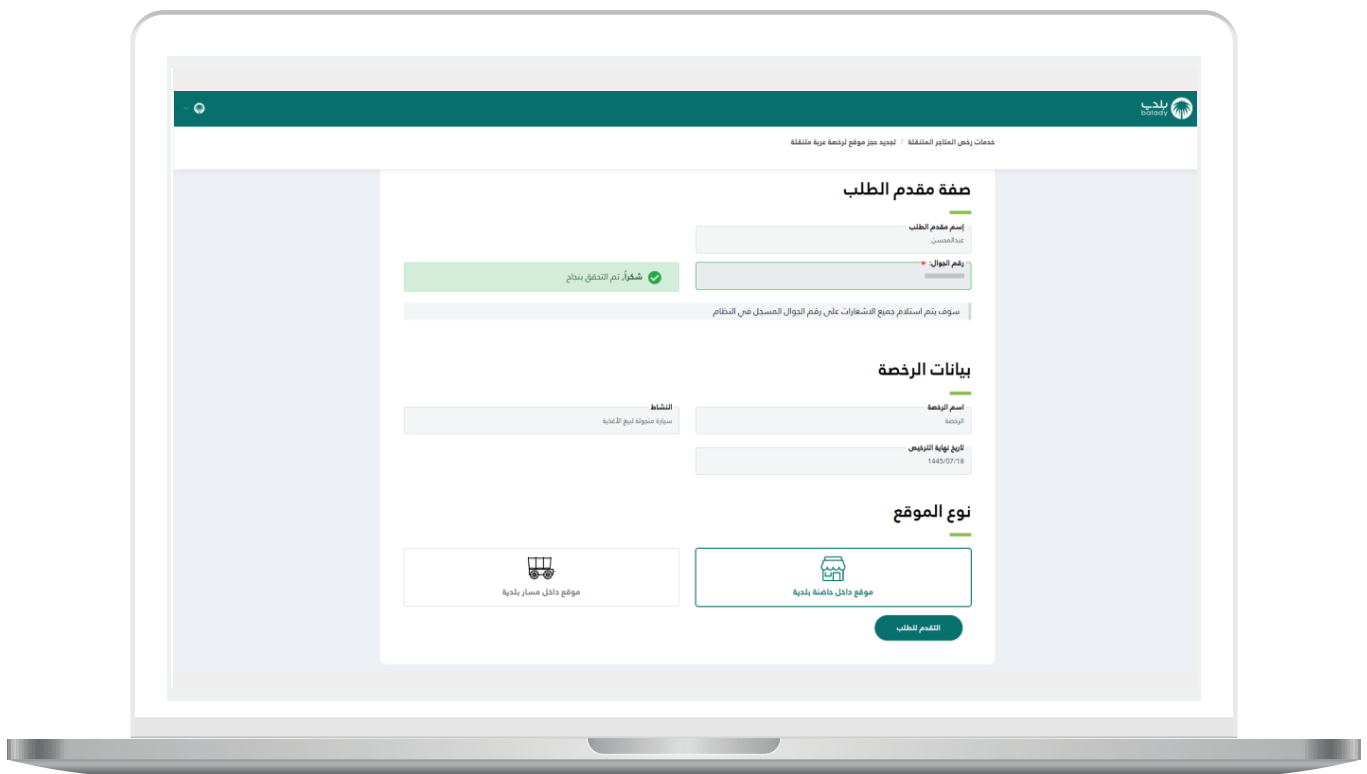 بلدي
balady
خدمات رخص المتاجر المتنقلة / تجديد حجز موقع لرخصة عربة متنقلة
صفة مقدم الطلب
إسم مقدم الطلب
عبدالمحسن
رقم الجوال: *
شكراً، تم التحقق بنجاح
سوف يتم استلام جميع الاشعارات على رقم الجوال المسجل في النظام
بيانات الرخصة
اسم الرخصة
الرخصة
النشاط
سيارة متجولة لبيع الأغذية
تاريخ نهاية الترخيص
1445/07/18
نوع الموقع
موقع داخل حاضنة بلدية
موقع داخل مسار بلدية
التقدم للطلب